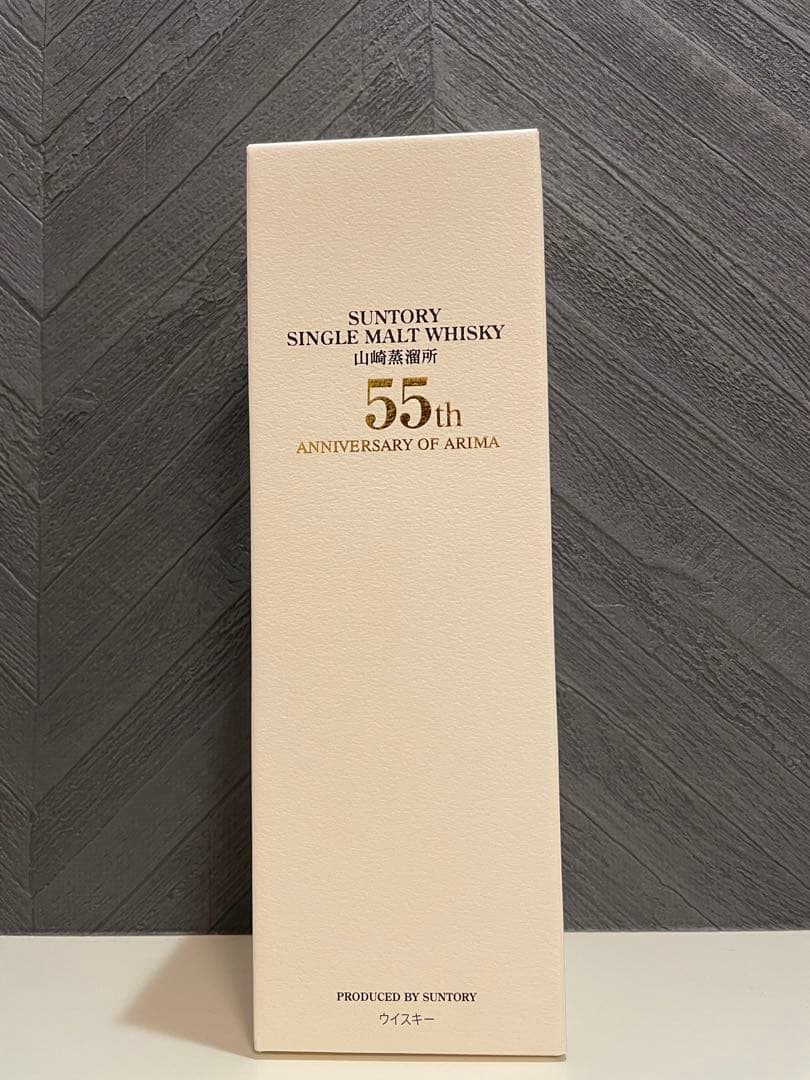 SUNTORY
SINGLE MALT WHISKY
山崎蒸溜所
55th
ANNIVERSARY OF ARIMA
PRODUCED BY SUNTORY
ウイスキー